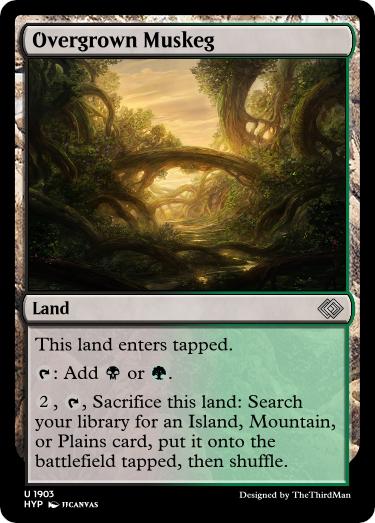 Overgrown Muskeg
Land
This land enters tapped.
: Add or .
2 , , Sacrifice this land: Search
your library for an Island, Mountain,
or Plains card, put it onto the
battlefield tapped, then shuffle.
U 1903
HYP JJCANVAS
Designed by TheThirdMan